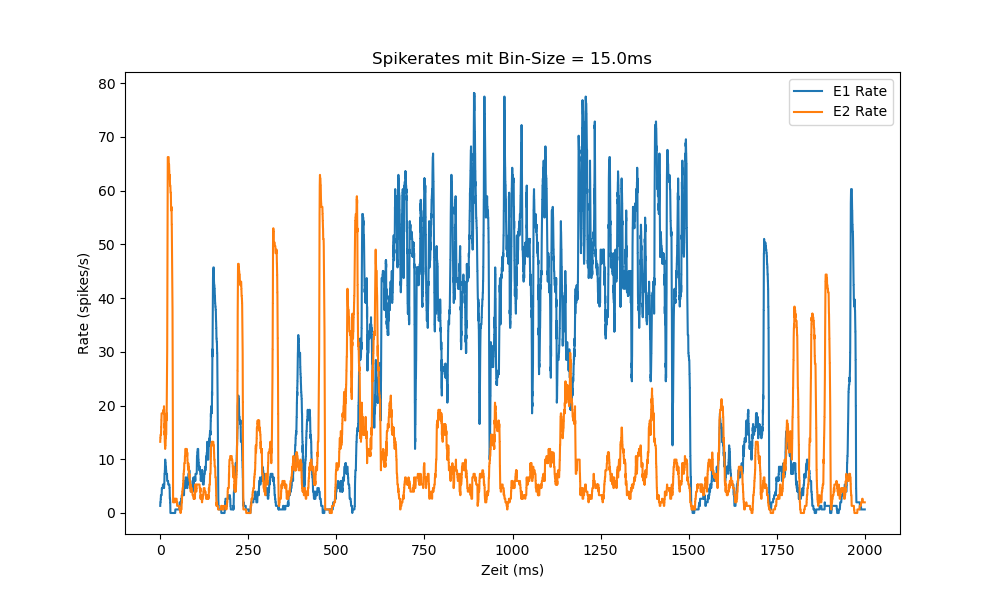 Spikerates mit Bin-Size = 15.0ms
E1 Rate
E2 Rate
80
70
60
50
40
30
20
10
0
Rate (spikes/s)
0 250 500 750 1000 1250 1500 1750 2000
Zeit (ms)